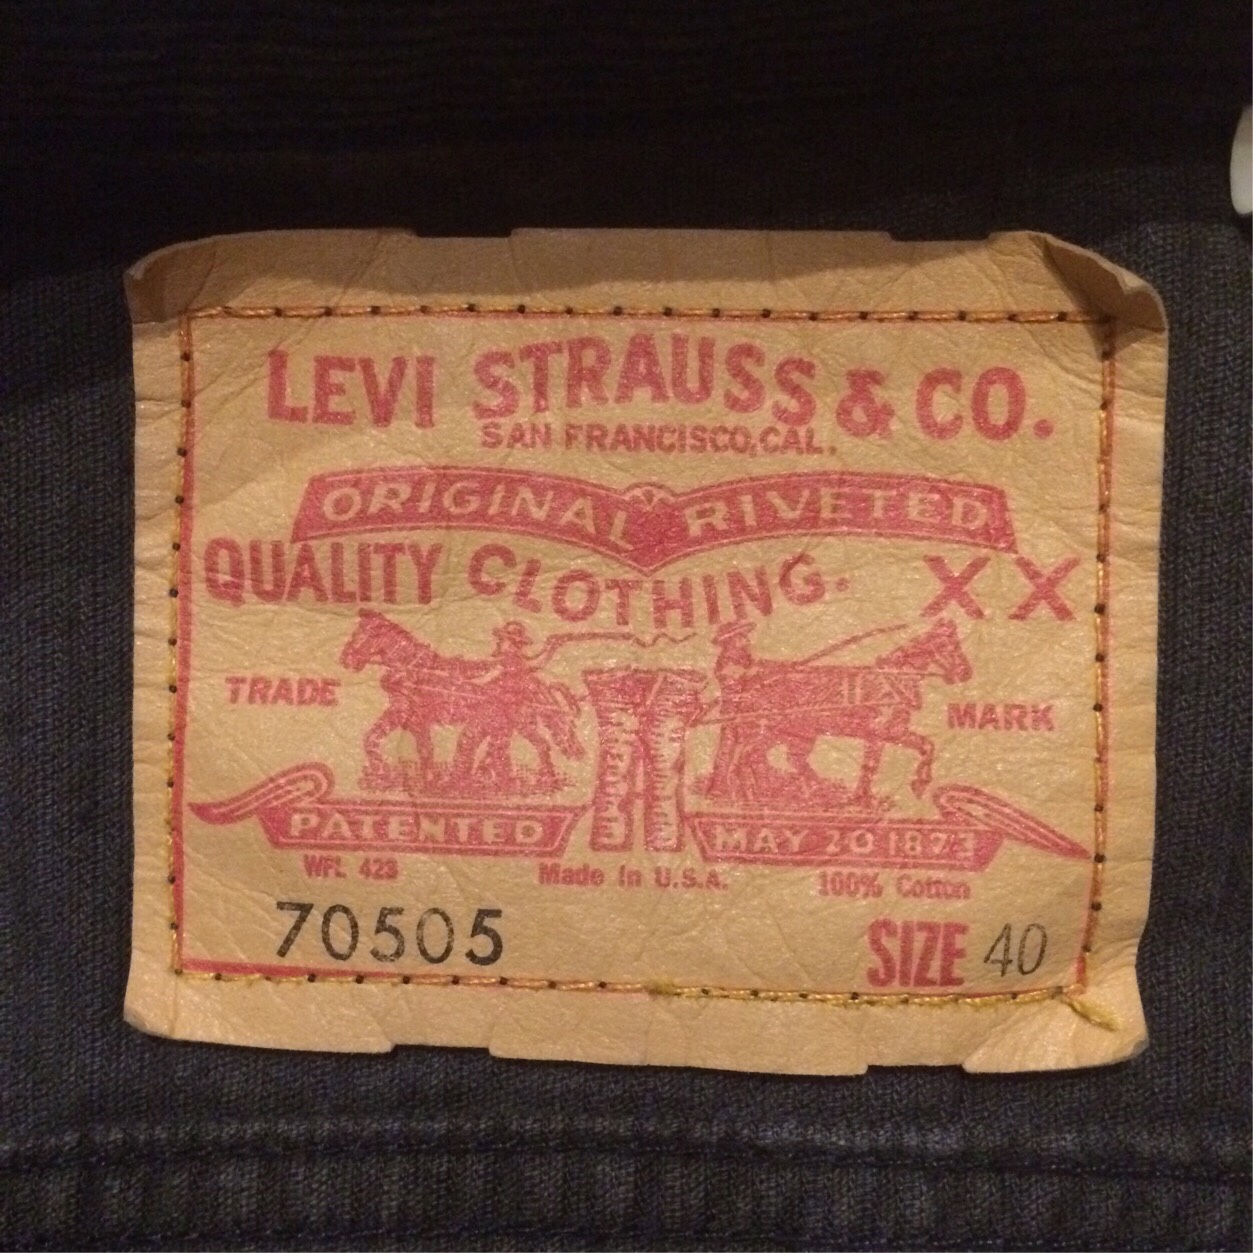 LEVI STRAUSS & CO.
SAN FRANCISCO, CAL.
ORIGINAL RIVETED
QUALITY CLOTHING. XX
TRADE MARK
PATENTED MAY 20 1873
WPL 423 Made in U.S.A. 100% Cotton
70505 SIZE 40